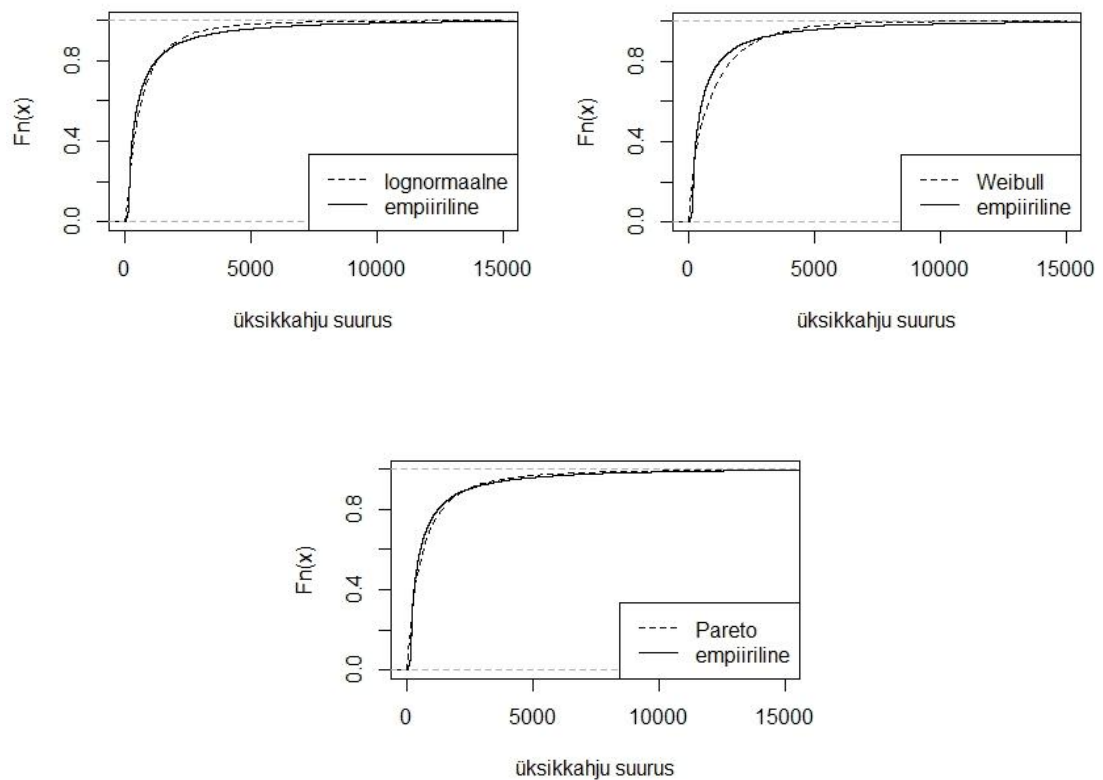 Fn(x)
0.0 0.4 0.8
lognormaalne
empiiriline
0 5000 10000 15000
üksikkahju suurus
Fn(x)
0.0 0.4 0.8
Weibull
empiiriline
0 5000 10000 15000
üksikkahju suurus
Fn(x)
0.0 0.4 0.8
Pareto
empiiriline
0 5000 10000 15000
üksikkahju suurus